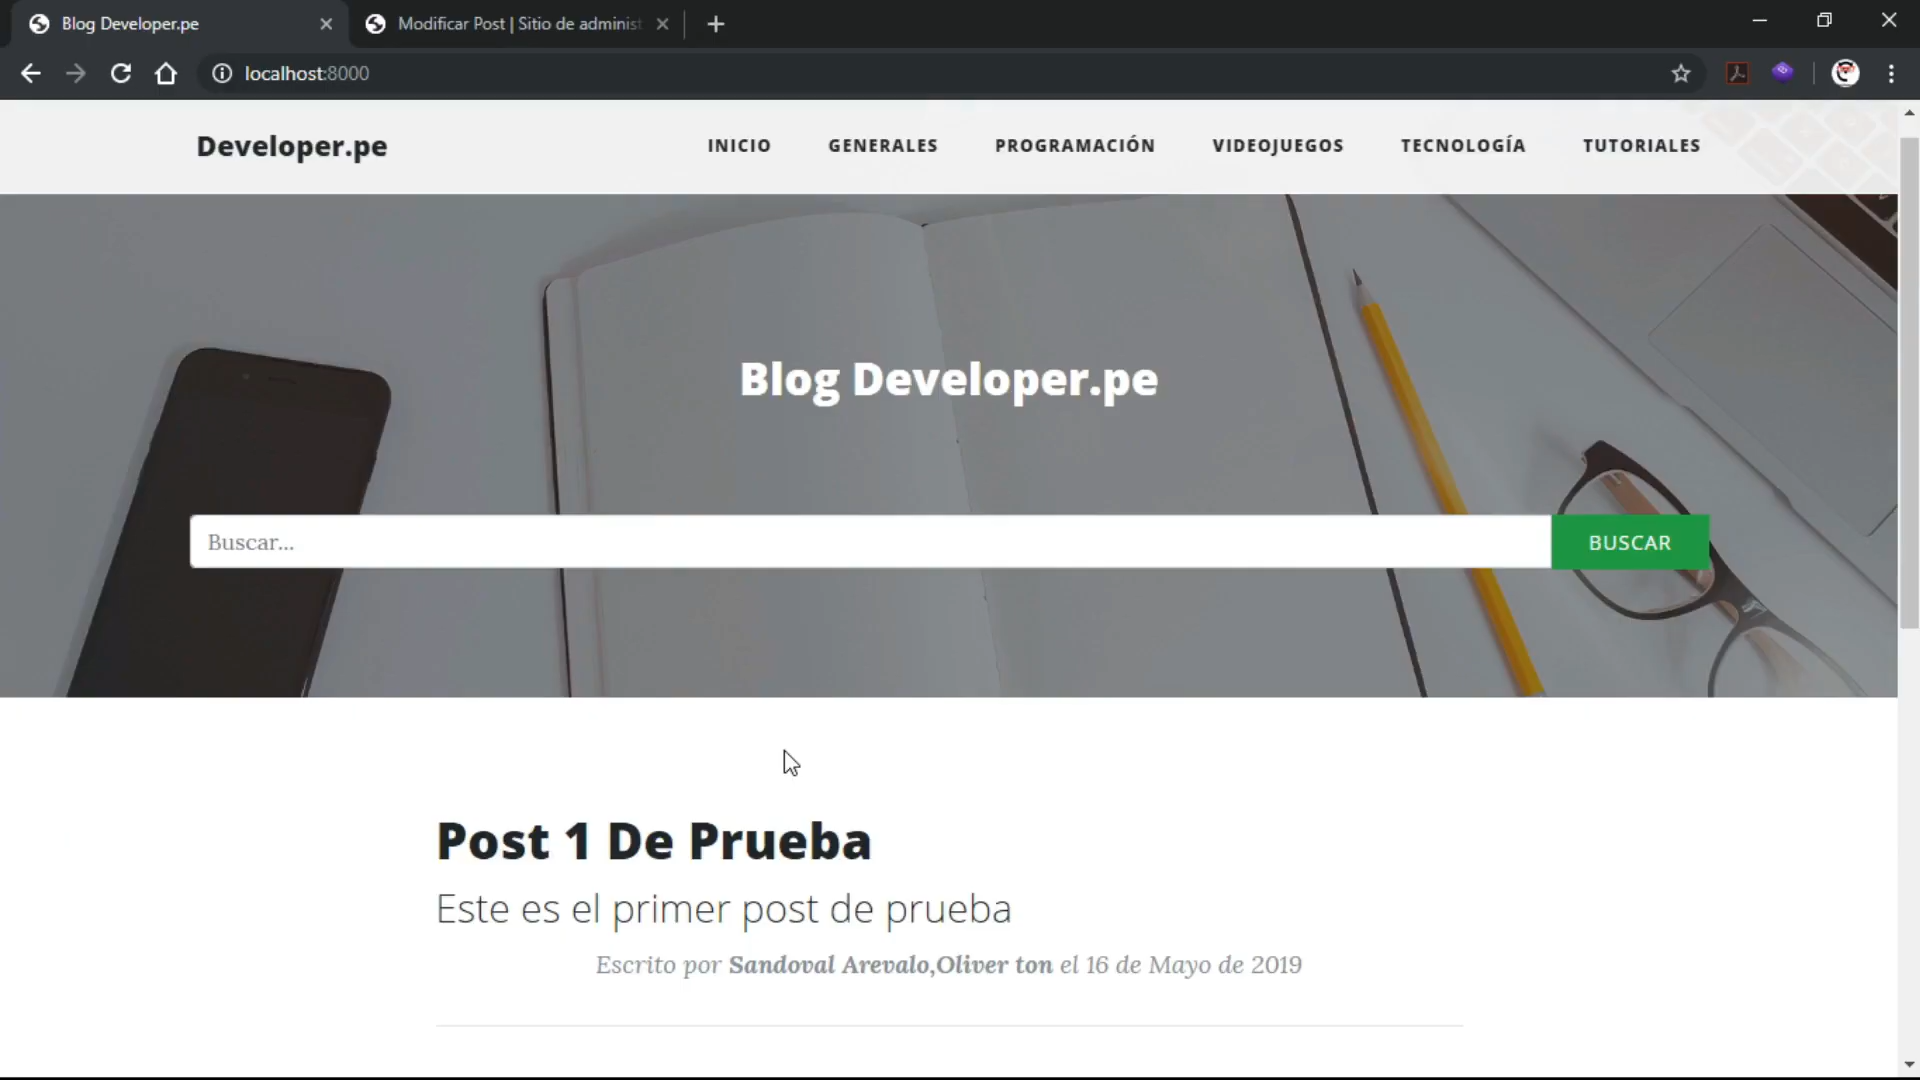 Blog Developer.pe
Modificar Post | Sitio de administ
localhost:8000
Developer.pe
INICIO
GENERALES
PROGRAMACIÓN
VIDEOJUEGOS
TECNOLOGÍA
TUTORIALES
Blog Developer.pe
Buscar...
BUSCAR
Post 1 De Prueba
Este es el primer post de prueba
Escrito por Sandoval Arevalo,Oliver ton el 16 de Mayo de 2019